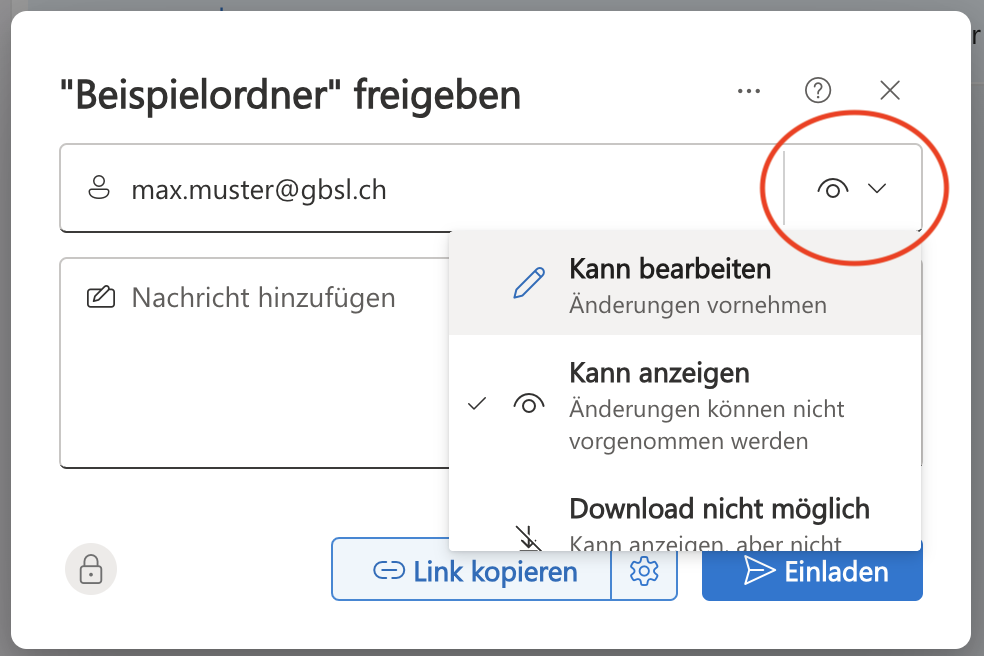 "Beispielordner" freigeben
max.muster@gbsl.ch
Kann bearbeiten
Änderungen vornehmen
Nachricht hinzufügen
Kann anzeigen
Änderungen können nicht
vorgenommen werden
Download nicht möglich
Kann anzeigen, aber nicht
Link kopieren
Einladen